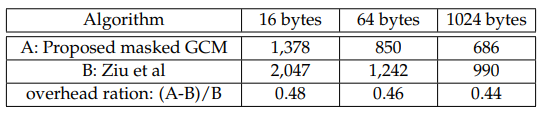 Algorithm 16 bytes 64 bytes 1024 bytes
A: Proposed masked GCM 1,378 850 686
B: Ziu et al 2,047 1,242 990
overhead ration: (A-B)/B 0.48 0.46 0.44